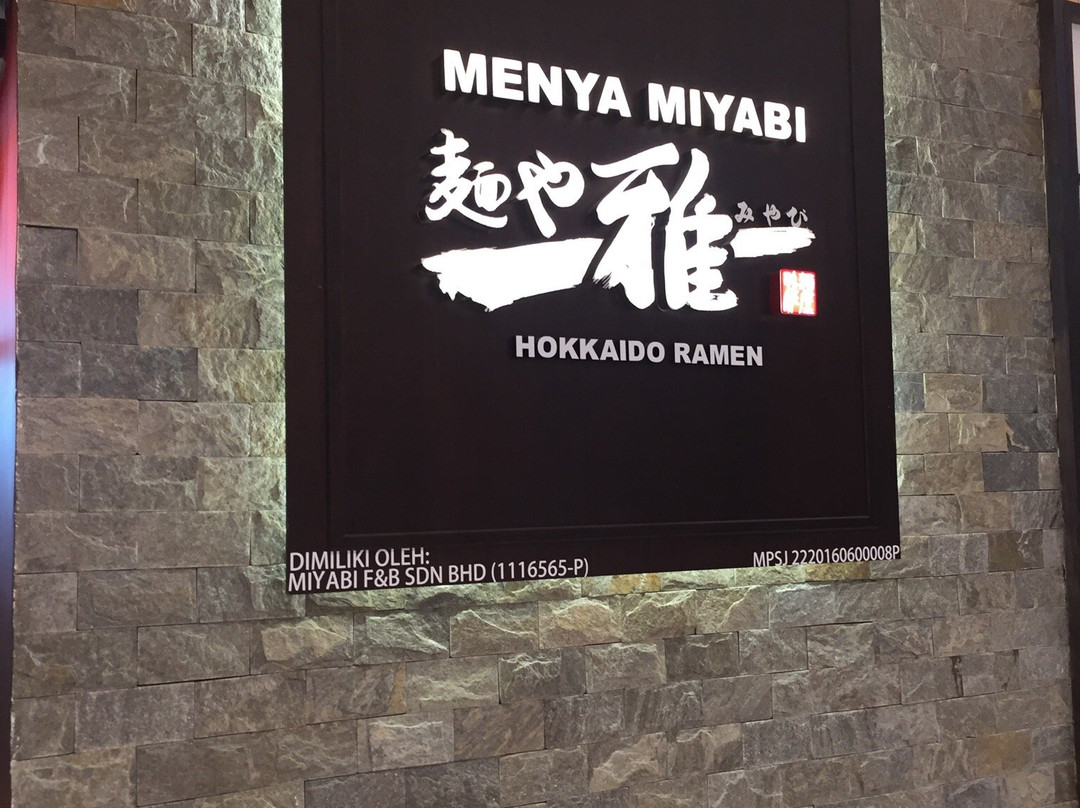 MENYA MIYABI
麺や雅
みやび
HOKKAIDO RAMEN
DIMILIKI OLEH:
MIYABI F&B SDN BHD (1116565-P)
MPSJ 2220160600008P